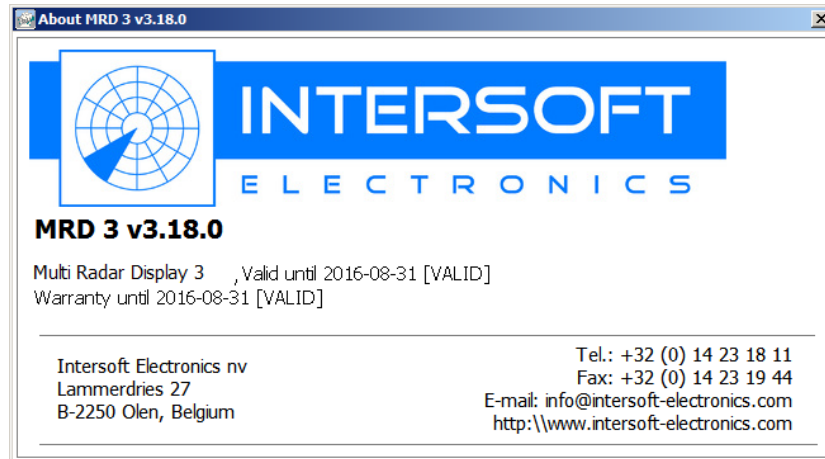 About MRD 3 v3.18.0
INTERSOFT
ELECTRONICS
MRD 3 v3.18.0
Multi Radar Display 3 , Valid until 2016-08-31 [VALID]
Warranty until 2016-08-31 [VALID]
Intersoft Electronics nv
Lammerdries 27
B-2250 Olen, Belgium
Tel.: +32 (0) 14 23 18 11
Fax: +32 (0) 14 23 19 44
E-mail: info@intersoft-electronics.com
http:\\www.intersoft-electronics.com